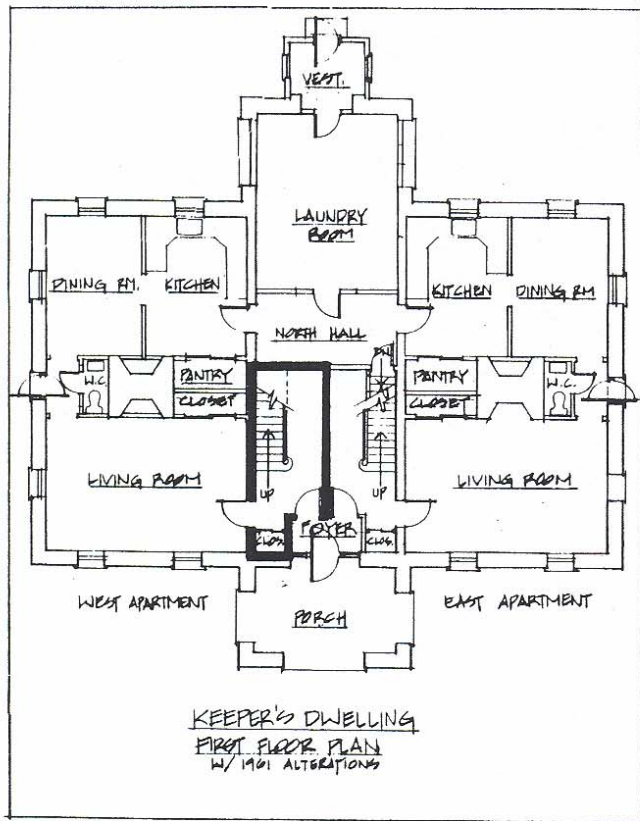 VEST.
LAUNDRY
ROOM
DINING RM.
KITCHEN
KITCHEN
DINING RM
NORTH HALL
DN
W.C.
PANTRY
PANTRY
W.C.
CLOSET
CLOSET
LIVING ROOM
LIVING ROOM
UP
UP
FOYER
CLOS.
CLOS.
WEST APARTMENT
EAST APARTMENT
PORCH
KEEPER'S DWELLING
FIRST FLOOR PLAN
W/ 1961 ALTERATIONS